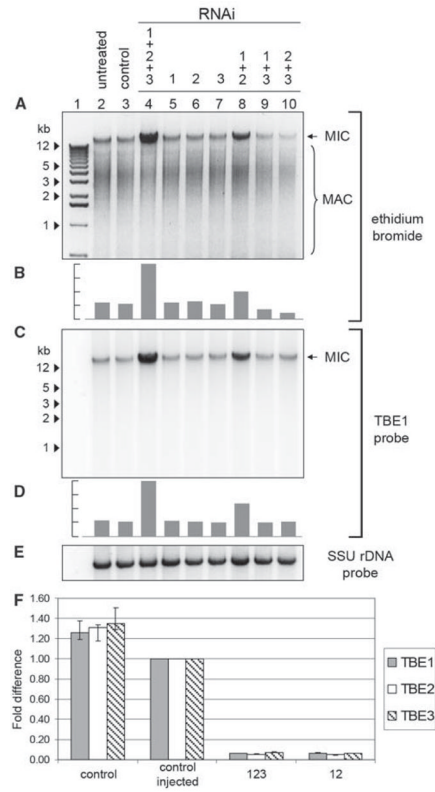 RNAi
untreated
control
1+2+3
1
2
3
1+2
1+3
2+3
1 2 3 4 5 6 7 8 9 10
A
kb
12
5
3
2
1
MIC
MAC
ethidium
bromide
B
C
kb
12
5
3
2
1
MIC
TBE1
probe
D
E
SSU rDNA
probe
F
Fold difference
1.60
1.40
1.20
1.00
0.80
0.60
0.40
0.20
0.00
control
control
injected
123
12
TBE1
TBE2
TBE3